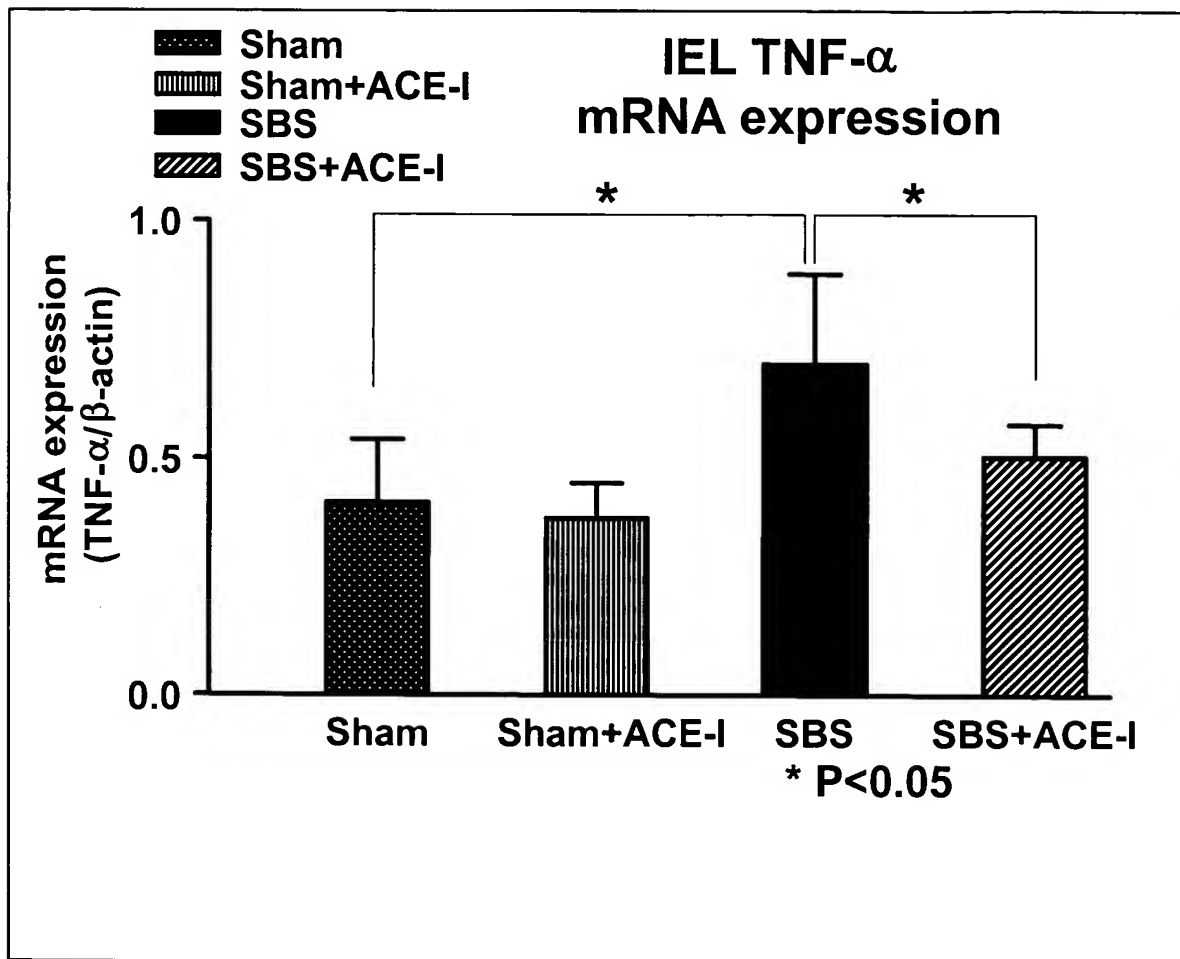 Sham
Sham+ACE-I
SBS
SBS+ACE-I
IEL TNF-α
mRNA expression
*
*
1.0
0.5
0.0
mRNA expression
(TNF-α/β-actin)
Sham
Sham+ACE-I
SBS
SBS+ACE-I
* P<0.05